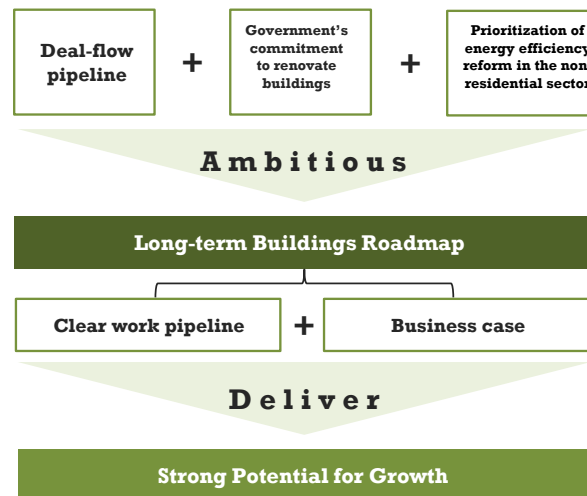 Deal-flow
pipeline
+
Government's
commitment
to renovate
buildings
+
Prioritization of
energy efficiency
reform in the non-
residential sector
Ambitious
Long-term Buildings Roadmap
Clear work pipeline
+
Business case
Deliver
Strong Potential for Growth